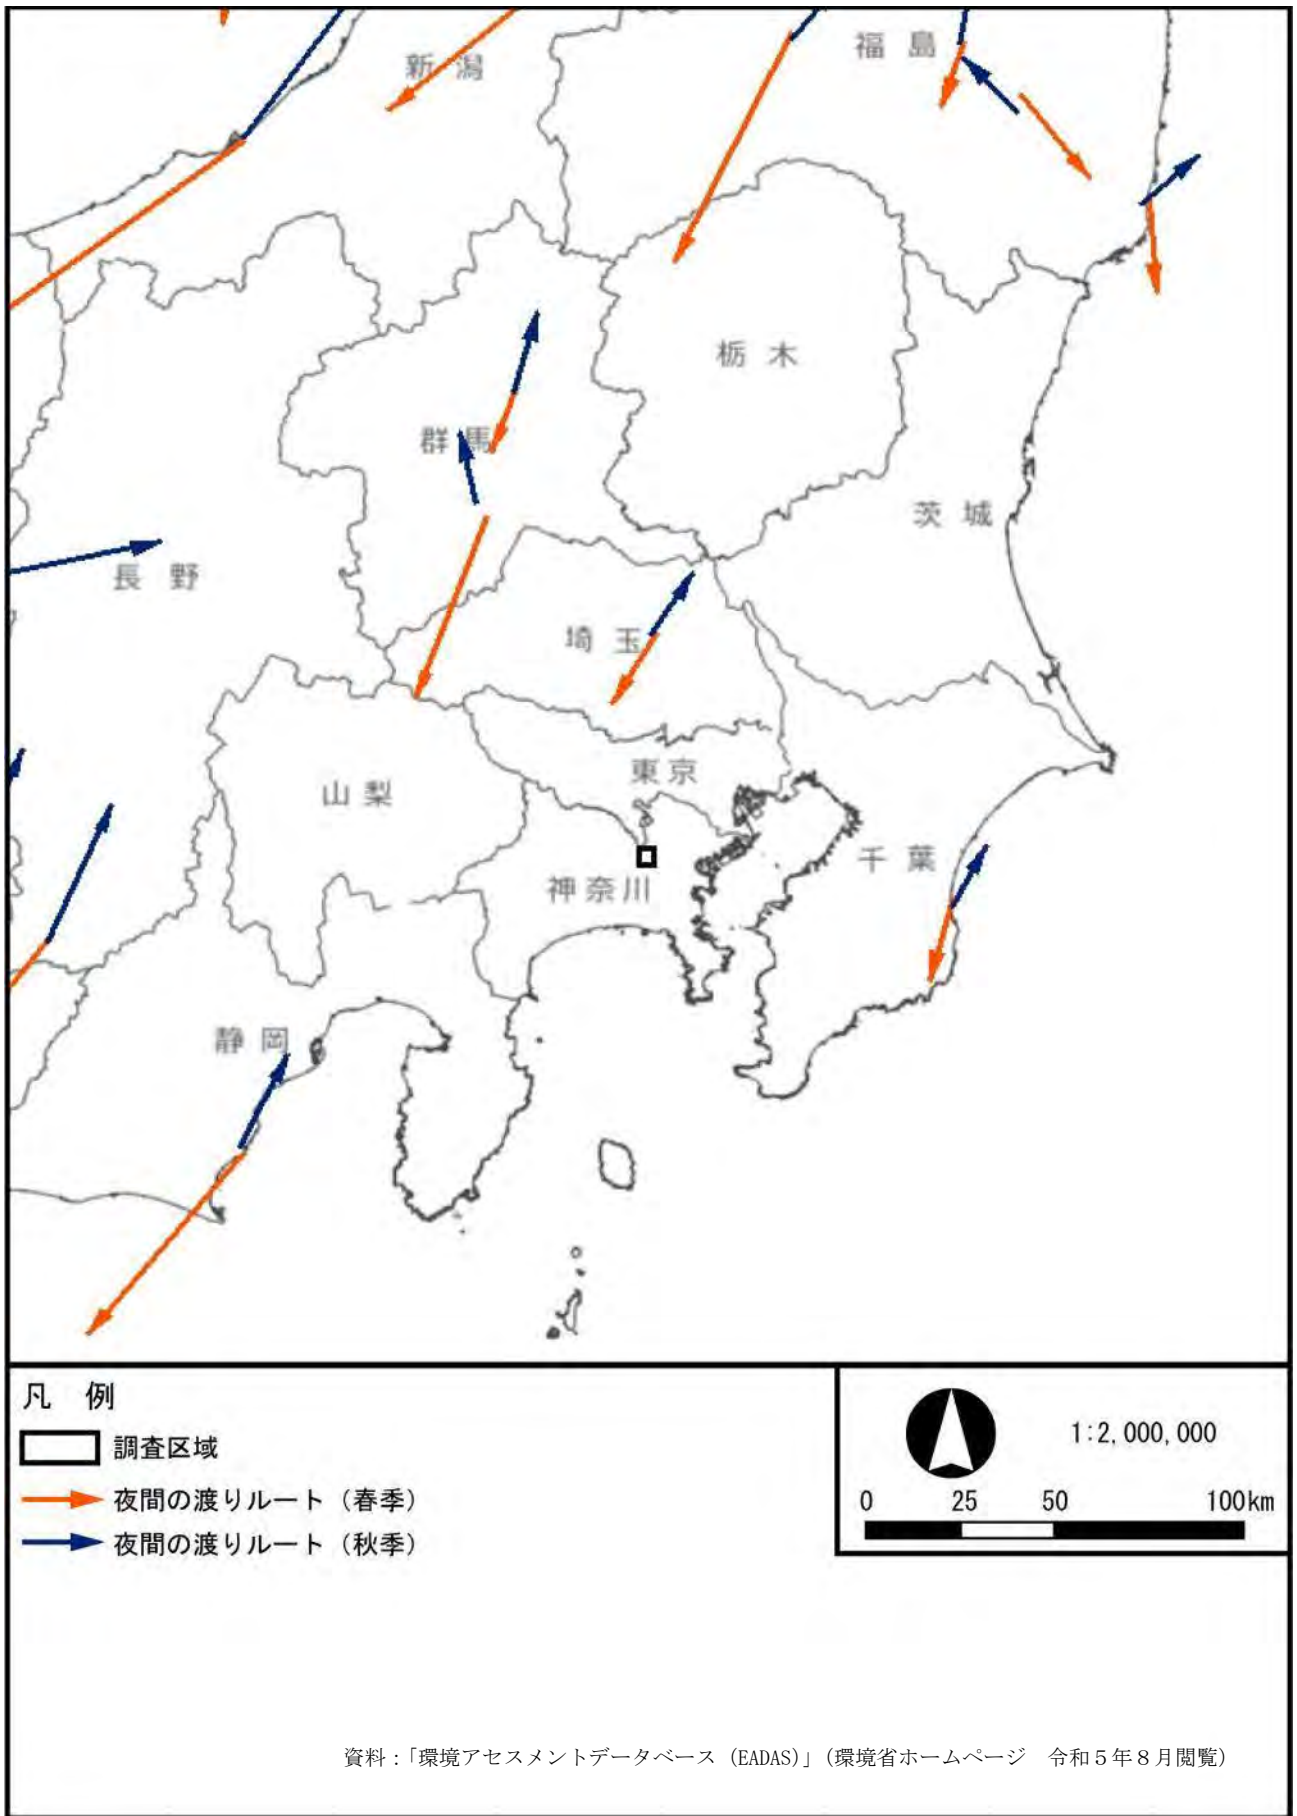 福島
新潟
栃木
群馬
茨城
長野
埼玉
東京
山梨
千葉
神奈川
静岡
凡 例
調査区域
夜間の渡りルート（春季）
夜間の渡りルート（秋季）
1:2,000,000
0 25 50 100km
資料：「環境アセスメントデータベース（EADAS）」（環境省ホームページ　令和５年８月閲覧）